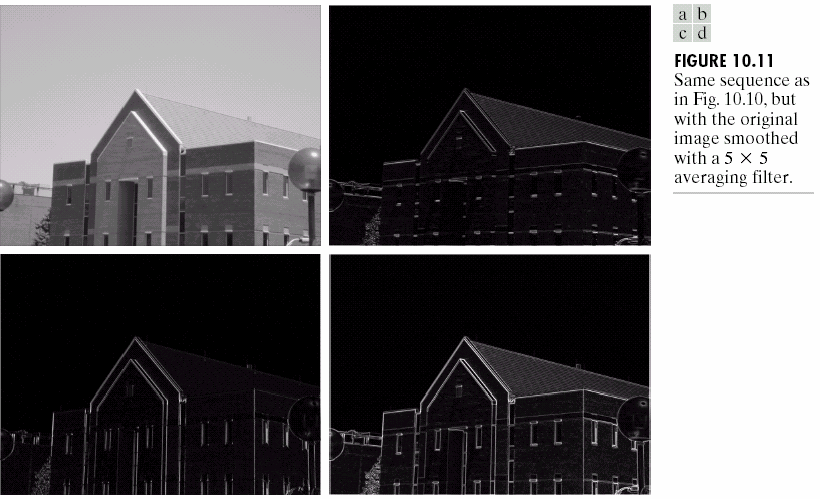 a b
c d
FIGURE 10.11
Same sequence as
in Fig. 10.10, but
with the original
image smoothed
with a 5 × 5
averaging filter.